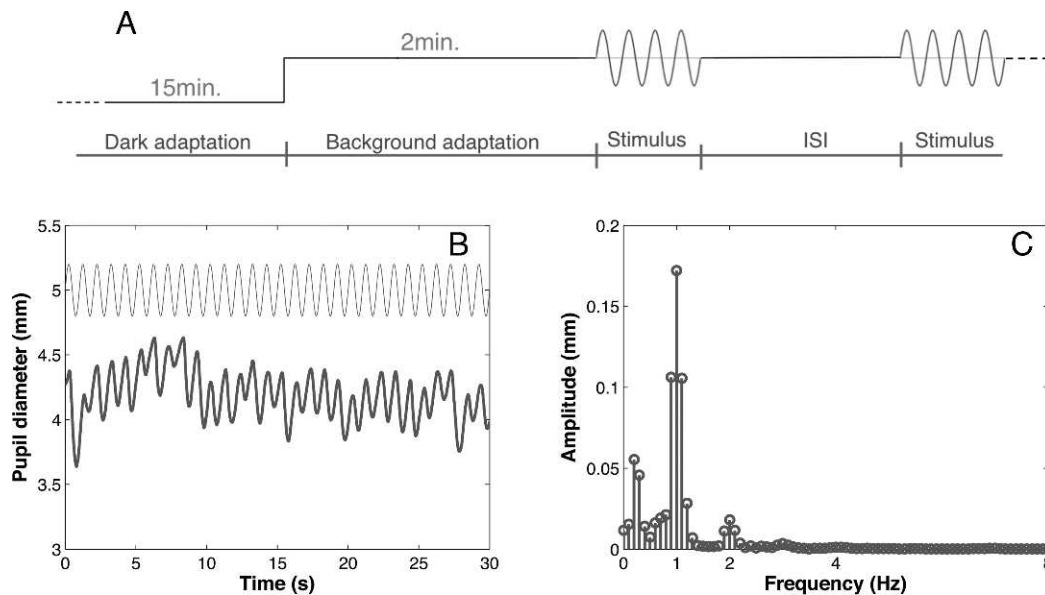 A
15min.
2min.
Dark adaptation
Background adaptation
Stimulus
ISI
Stimulus
B
5.5
5
4.5
4
3.5
3
Pupil diameter (mm)
0 5 10 15 20 25 30
Time (s)
C
0.2
0.15
0.1
0.05
0
Amplitude (mm)
0 1 2 4 8
Frequency (Hz)